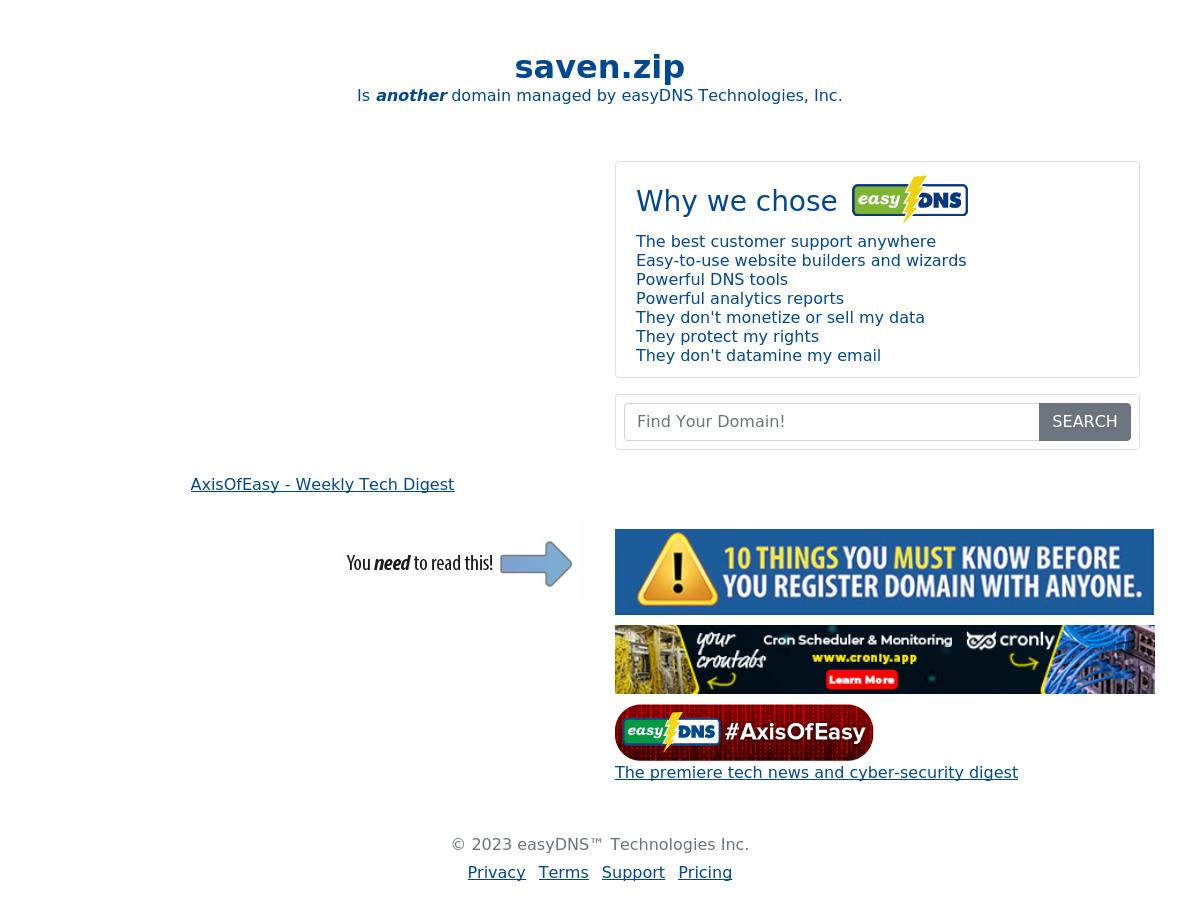 saven.zip
Is another domain managed by easyDNS Technologies, Inc.
Why we chose easyDNS
The best customer support anywhere
Easy-to-use website builders and wizards
Powerful DNS tools
Powerful analytics reports
They don't monetize or sell my data
They protect my rights
They don't datamine my email
Find Your Domain! SEARCH
AxisOfEasy - Weekly Tech Digest
You need to read this!
10 THINGS YOU MUST KNOW BEFORE
YOU REGISTER DOMAIN WITH ANYONE.
your
crontabs
Cron Scheduler & Monitoring
www.cronly.app
Learn More
cronly
easyDNS #AxisOfEasy
The premiere tech news and cyber-security digest
© 2023 easyDNS™ Technologies Inc.
Privacy Terms Support Pricing